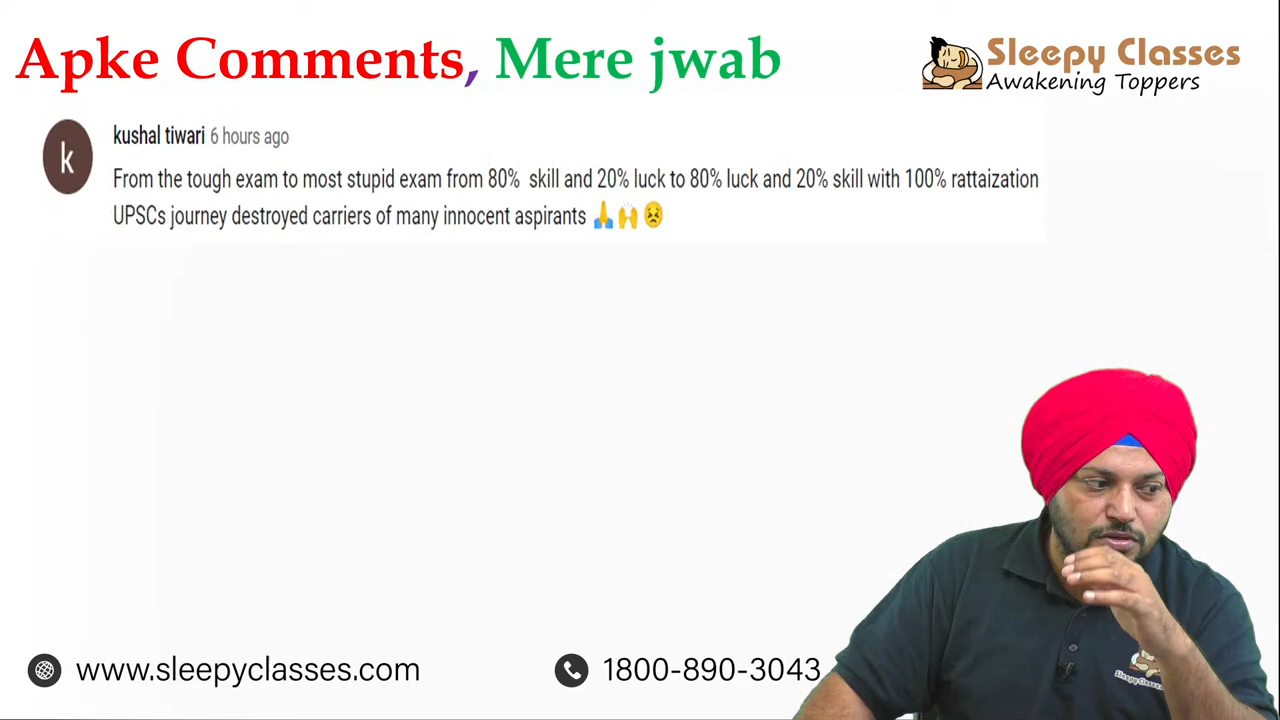 Apke Comments, Mere jwab
Sleepy Classes
Awakening Toppers
k
kushal tiwari 6 hours ago
From the tough exam to most stupid exam from 80% skill and 20% luck to 80% luck and 20% skill with 100% rattaization
UPSCs journey destroyed carriers of many innocent aspirants 🙏🙌😣
www.sleepyclasses.com
1800-890-3043
Sleepy Classes